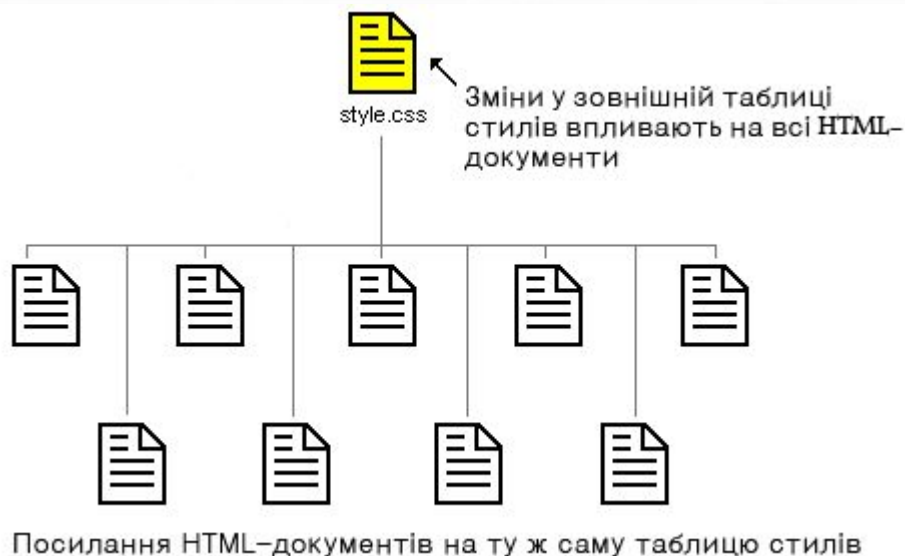 style.css
Зміни у зовнішній таблиці
стилів впливають на всі HTML-
документи
Посилання HTML-документів на ту ж саму таблицю стилів